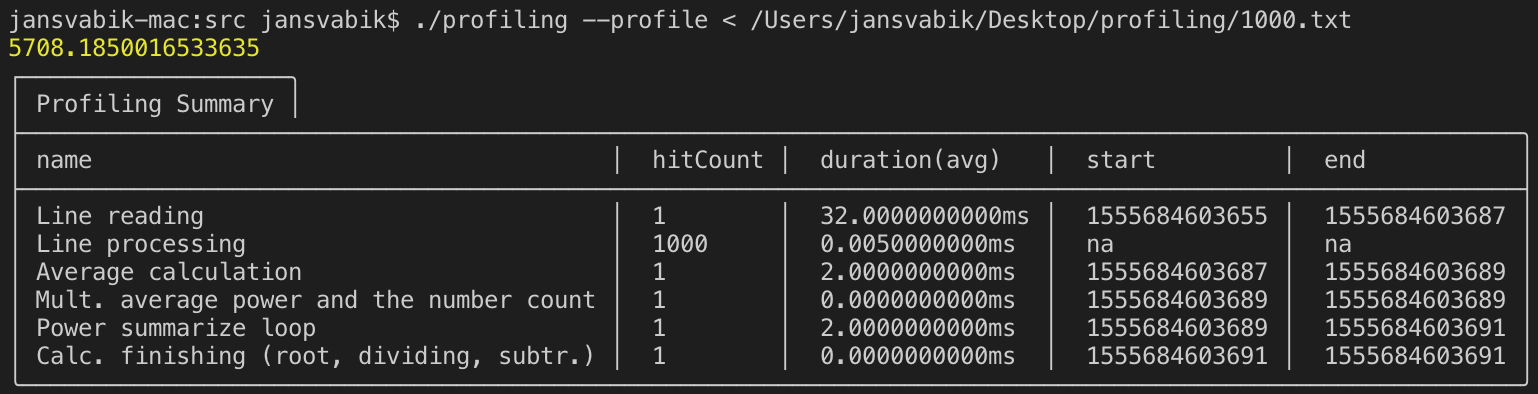 jansvabik-mac:src jansvabik$ ./profiling --profile < /Users/jansvabik/Desktop/profiling/1000.txt
5708.1850016533635
Profiling Summary
name | hitCount | duration(avg) | start | end
Line reading | 1 | 32.0000000000ms | 1555684603655 | 1555684603687
Line processing | 1000 | 0.0050000000ms | na | na
Average calculation | 1 | 2.0000000000ms | 1555684603687 | 1555684603689
Mult. average power and the number count | 1 | 0.0000000000ms | 1555684603689 | 1555684603689
Power summarize loop | 1 | 2.0000000000ms | 1555684603689 | 1555684603691
Calc. finishing (root, dividing, subtr.) | 1 | 0.0000000000ms | 1555684603691 | 1555684603691